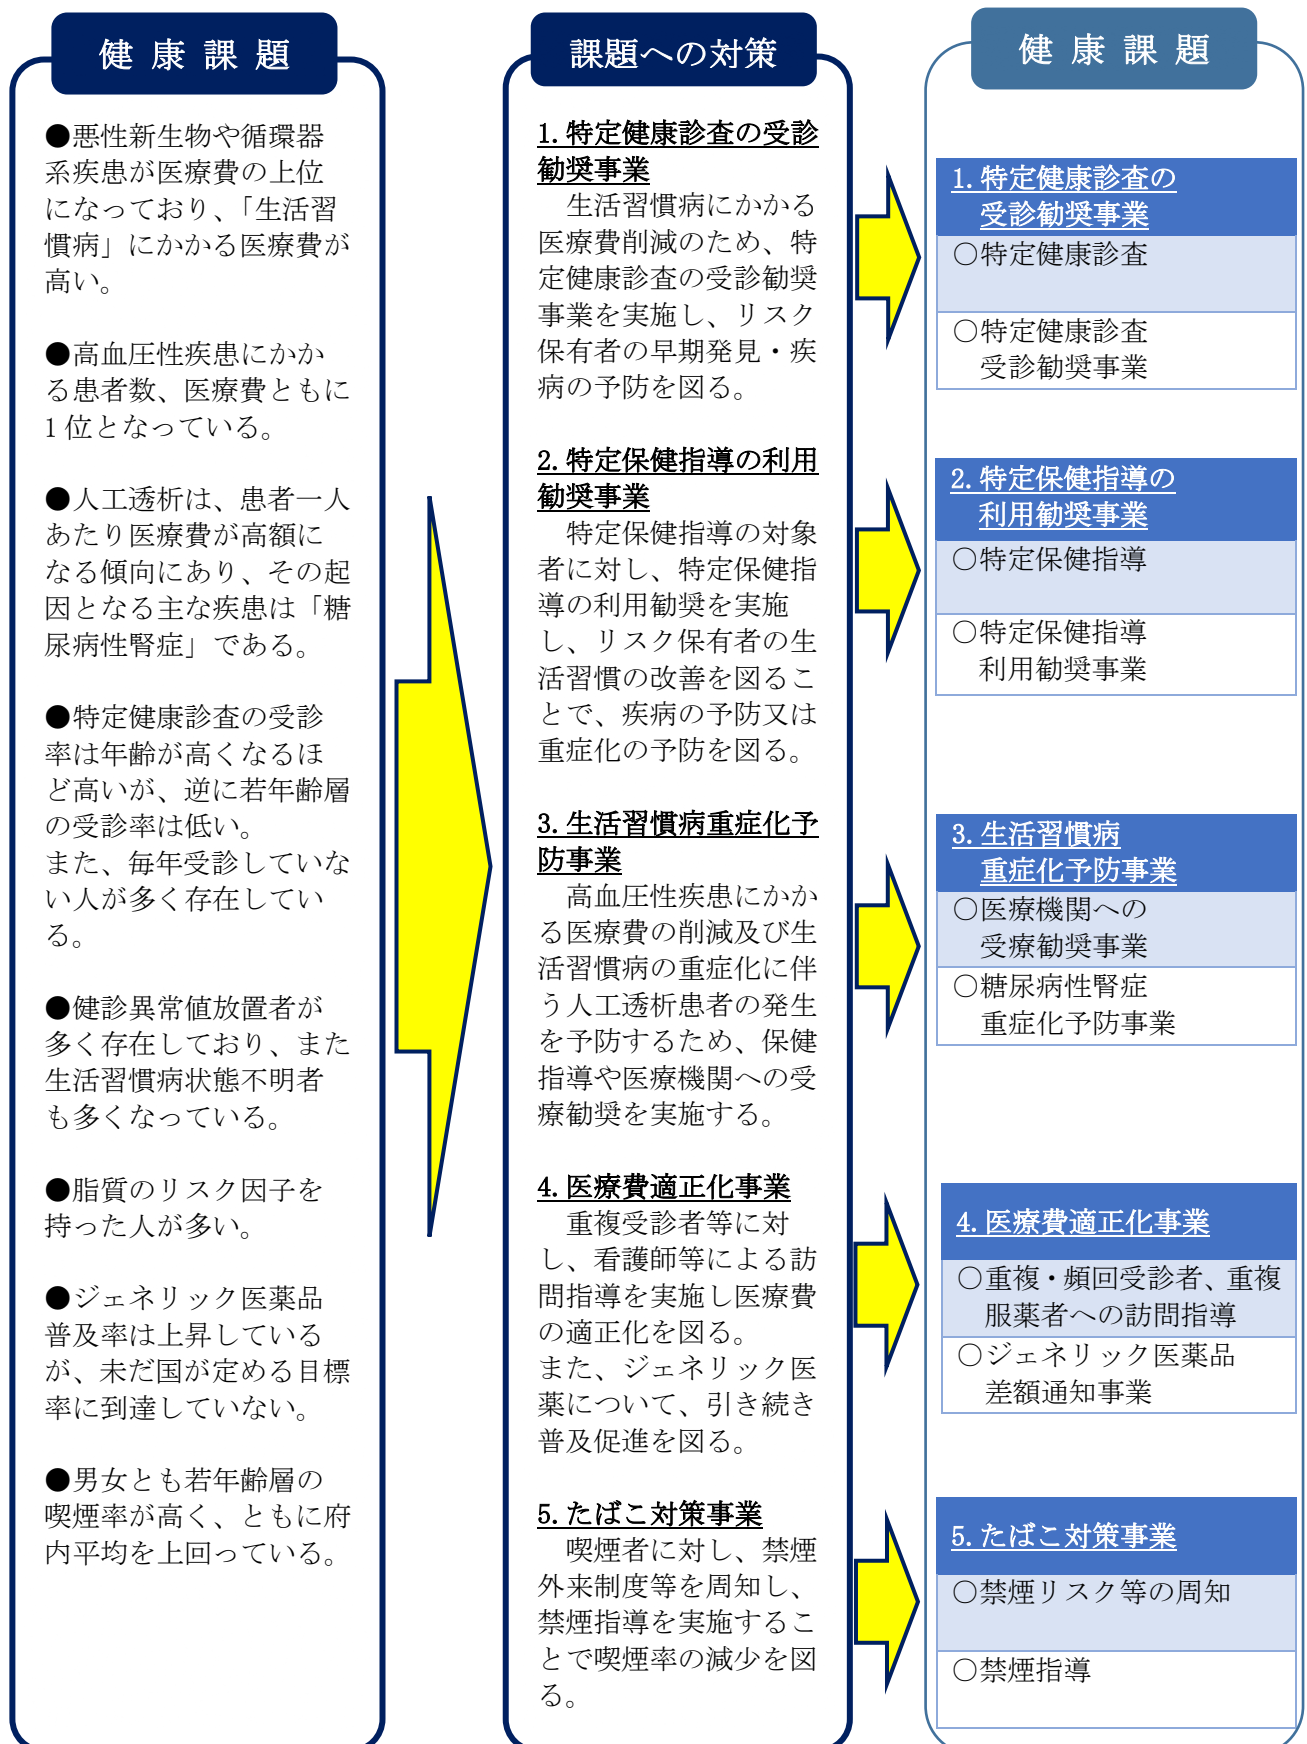 健 康 課 題
●悪性新生物や循環器
系疾患が医療費の上位
になっており、「生活習
慣病」にかかる医療費が
高い。
●高血圧性疾患にかか
る患者数、医療費ともに
1 位となっている。
●人工透析は、患者一人
あたり医療費が高額に
なる傾向にあり、その起
因となる主な疾患は「糖
尿病性腎症」である。
●特定健康診査の受診
率は年齢が高くなるほ
ど高いが、逆に若年齢層
の受診率は低い。
また、毎年受診していな
い人が多く存在してい
る。
●健診異常値放置者が
多く存在しており、また
生活習慣病状態不明者
も多くなっている。
●脂質のリスク因子を
持った人が多い。
●ジェネリック医薬品
普及率は上昇している
が、未だ国が定める目標
率に到達していない。
●男女とも若年齢層の
喫煙率が高く、ともに府
内平均を上回っている。
課題への対策
1. 特定健康診査の受診
勧奨事業
生活習慣病にかかる
医療費削減のため、特
定健康診査の受診勧奨
事業を実施し、リスク
保有者の早期発見・疾
病の予防を図る。
2. 特定保健指導の利用
勧奨事業
特定保健指導の対象
者に対し、特定保健指
導の利用勧奨を実施
し、リスク保有者の生
活習慣の改善を図るこ
とで、疾病の予防又は
重症化の予防を図る。
3. 生活習慣病重症化予
防事業
高血圧性疾患にかか
る医療費の削減及び生
活習慣病の重症化に伴
う人工透析患者の発生
を予防するため、保健
指導や医療機関への受
療勧奨を実施する。
4. 医療費適正化事業
重複受診者等に対
し、看護師等による訪
問指導を実施し医療費
の適正化を図る。
また、ジェネリック医
薬について、引き続き
普及促進を図る。
5. たばこ対策事業
喫煙者に対し、禁煙
外来制度等を周知し、
禁煙指導を実施するこ
とで喫煙率の減少を図
る。
健 康 課 題
1. 特定健康診査の
受診勧奨事業
○特定健康診査
○特定健康診査
受診勧奨事業
2. 特定保健指導の
利用勧奨事業
○特定保健指導
○特定保健指導
利用勧奨事業
3. 生活習慣病
重症化予防事業
○医療機関への
受療勧奨事業
○糖尿病性腎症
重症化予防事業
4. 医療費適正化事業
○重複・頻回受診者、重複
服薬者への訪問指導
○ジェネリック医薬品
差額通知事業
5. たばこ対策事業
○禁煙リスク等の周知
○禁煙指導